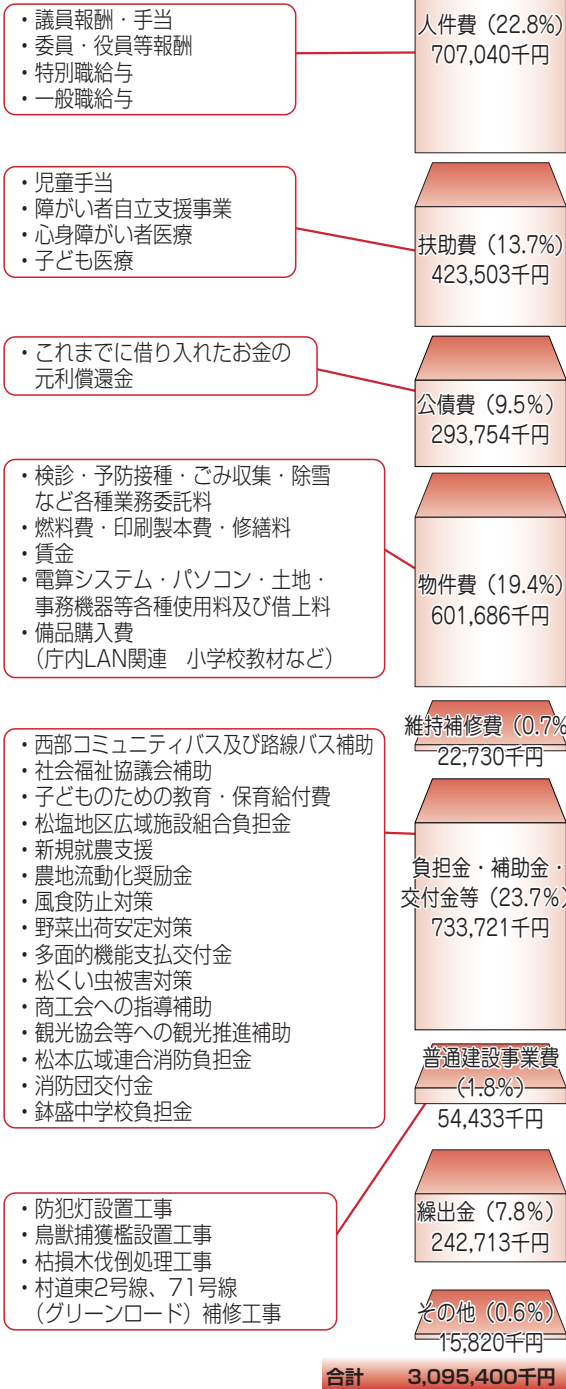 ・議員報酬・手当
・委員・役員等報酬
・特別職給与
・一般職給与
人件費（22.8%）
707,040千円
・児童手当
・障がい者自立支援事業
・心身障がい者医療
・子ども医療
扶助費（13.7%）
423,503千円
・これまでに借り入れたお金の
元利償還金
公債費（9.5%）
293,754千円
・検診・予防接種・ごみ収集・除雪
など各種業務委託料
・燃料費・印刷製本費・修繕料
・賃金
・電算システム・パソコン・土地・
事務機器等各種使用料及び借上料
・備品購入費
（庁内LAN関連　小学校教材など）
物件費（19.4%）
601,686千円
維持補修費（0.7%
22,730千円
・西部コミュニティバス及び路線バス補助
・社会福祉協議会補助
・子どものための教育・保育給付費
・松塩地区広域施設組合負担金
・新規就農支援
・農地流動化奨励金
・風食防止対策
・野菜出荷安定対策
・多面的機能支払交付金
・松くい虫被害対策
・商工会への指導補助
・観光協会等への観光推進補助
・松本広域連合消防負担金
・消防団交付金
・鉢盛中学校負担金
負担金・補助金・
交付金等（23.7%）
733,721千円
普通建設事業費
（1.8%）
54,433千円
・防犯灯設置工事
・鳥獣捕獲檻設置工事
・枯損木伐倒処理工事
・村道東2号線、71号線
（グリーンロード）補修工事
繰出金（7.8%）
242,713千円
その他（0.6%）
15,820千円
合計　3,095,400千円